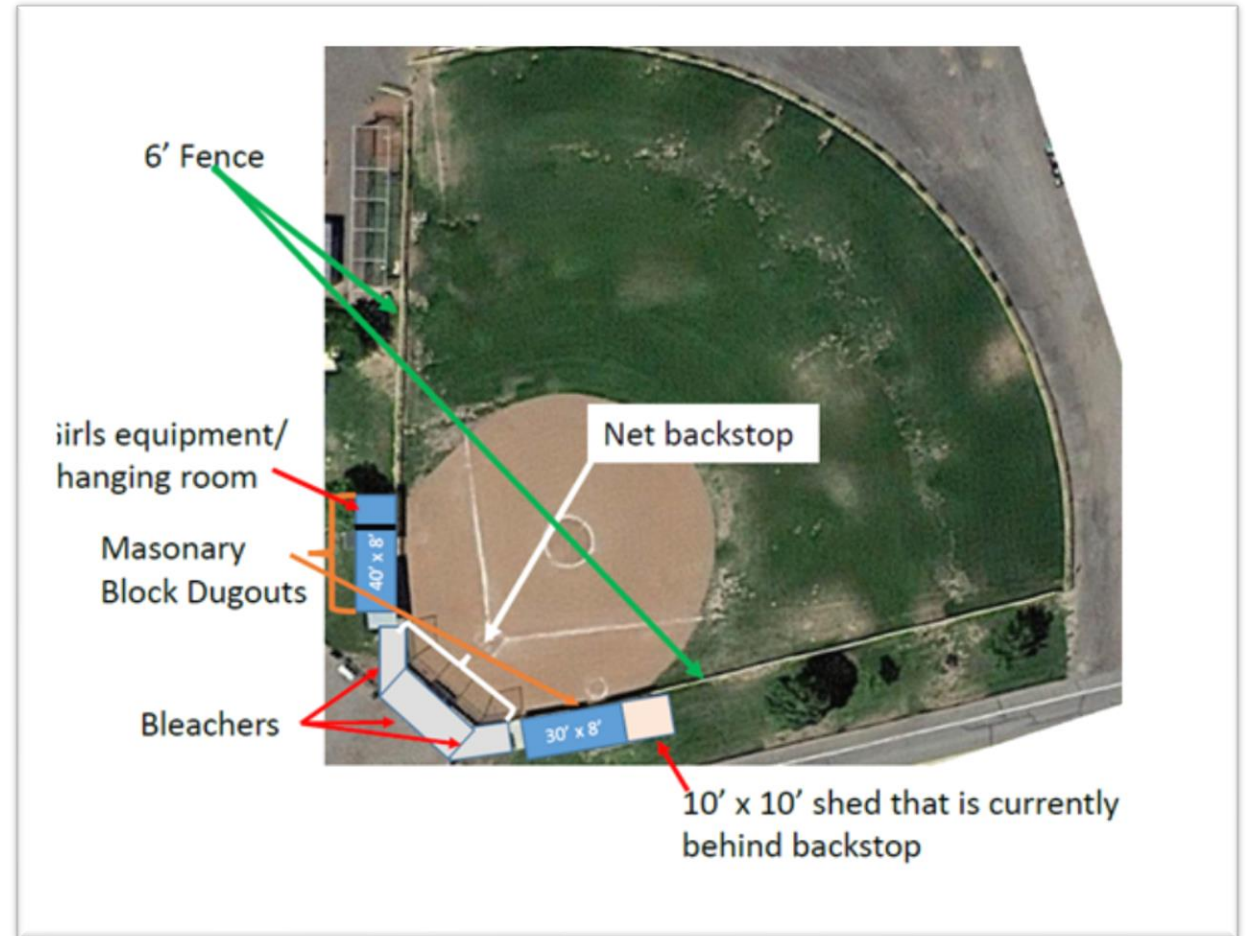 6’ Fence
Net backstop
irls equipment/
hanging room
Masonary
Block Dugouts
40’ x 8’
Bleachers
30’ x 8’
10’ x 10’ shed that is currently
behind backstop